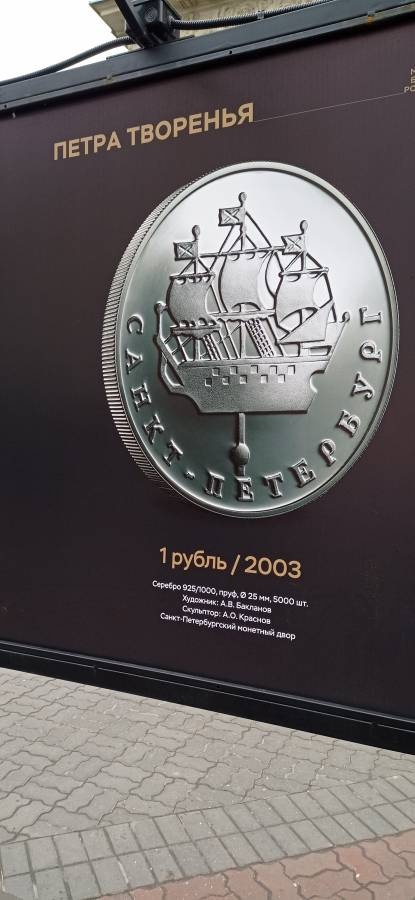 ПЕТРА ТВОРЕНЬЯ
САНКТ-ПЕТЕРБУРГ
1 рубль / 2003
Серебро 925/1000, пруф, Ø 25 мм, 5000 шт.
Художник: А.В. Бакланов
Скульптор: А.О. Краснов
Санкт-Петербургский монетный двор